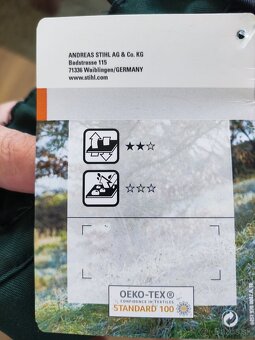 ANDREAS STIHL AG & Co. KG
Badstrasse 115
71336 Waiblingen/GERMANY
www.stihl.com
OEKO-TEX®
CONFIDENCE IN TEXTILES
STANDARD 100